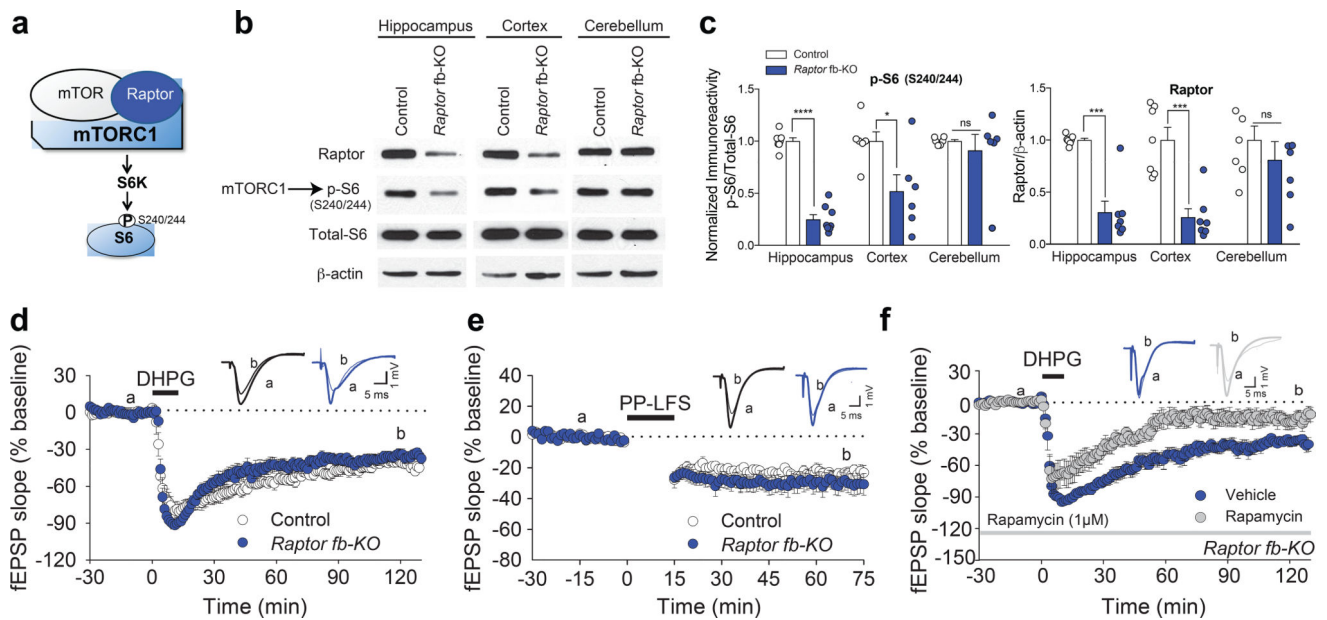 a
mTOR
Raptor
mTORC1
S6K
P
S240/244
S6
b
Hippocampus
Cortex
Cerebellum
Control
Raptor fb-KO
Control
Raptor fb-KO
Control
Raptor fb-KO
Raptor
mTORC1
p-S6
(S240/244)
Total-S6
β-actin
c
Control
Raptor fb-KO
p-S6 (S240/244)
Normalized Immunoreactivity
p-S6/Total-S6
1.5
1.0
0.5
0.0
****
*
ns
Hippocampus
Cortex
Cerebellum
Raptor
Raptor/β-actin
1.5
1.0
0.5
0.0
***
***
ns
Hippocampus
Cortex
Cerebellum
d
fEPSP slope (% baseline)
30
0
-30
-60
-90
-120
DHPG
a
b
b
a
b
a
1 mV
5 ms
Control
Raptor fb-KO
-30
0
30
60
90
120
Time (min)
e
fEPSP slope (% baseline)
40
20
0
-20
-40
-60
-80
PP-LFS
a
b
b
a
b
a
1 mV
5 ms
Control
Raptor fb-KO
-30
-15
0
15
30
45
60
75
Time (min)
f
fEPSP slope (% baseline)
60
30
0
-30
-60
-90
-120
-150
DHPG
a
b
b
a
b
a
1 mV
5 ms
Vehicle
Rapamycin
Rapamycin (1μM)
Raptor fb-KO
-30
0
30
60
90
120
Time (min)